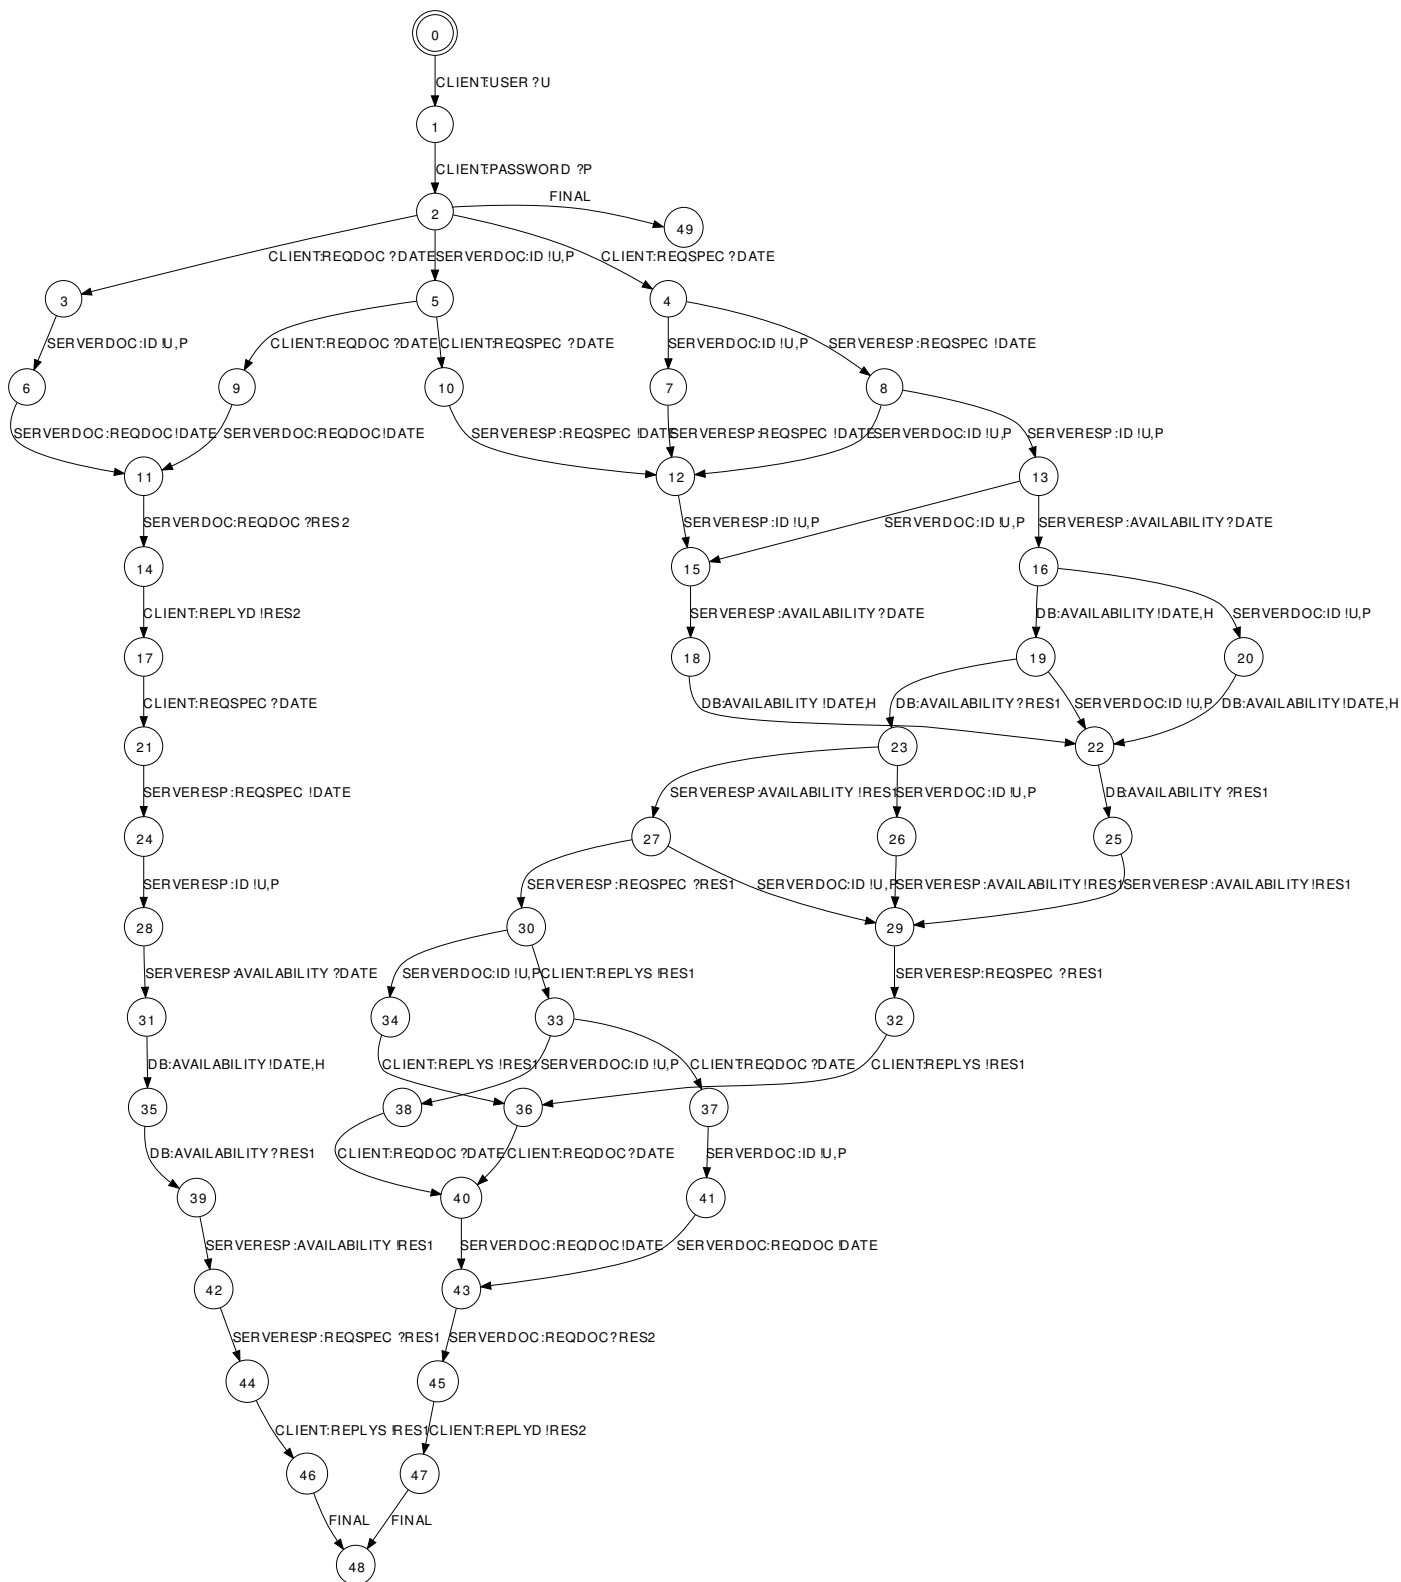 0
CLIENT:USER ?U
1
CLIENT:PASSWORD ?P
FINAL
2
49
CLIENT:REQDOC ?DATE
SERVERDOC:ID !U,P
CLIENT:REQSPEC ?DATE
3
5
4
SERVERDOC:ID !U,P
CLIENT:REQDOC ?DATE
CLIENT:REQSPEC ?DATE
SERVERDOC:ID !U,P
SERVERESP:REQSPEC !DATE
6
9
10
7
8
SERVERDOC:REQDOC !DATE
SERVERDOC:REQDOC !DATE
SERVERESP:REQSPEC !DATE
SERVERESP:REQSPEC !DATE
SERVERDOC:ID !U,P
SERVERESP:ID !U,P
11
12
13
SERVERDOC:REQDOC ?RES2
SERVERESP:ID !U,P
SERVERDOC:ID !U,P
SERVERESP:AVAILABILITY ?DATE
14
15
16
CLIENT:REPLYD !RES2
SERVERESP:AVAILABILITY ?DATE
DB:AVAILABILITY !DATE,H
SERVERDOC:ID !U,P
17
18
19
20
CLIENT:REQSPEC ?DATE
DB:AVAILABILITY !DATE,H
DB:AVAILABILITY ?RES1
SERVERDOC:ID !U,P
DB:AVAILABILITY !DATE,H
21
23
22
SERVERESP:REQSPEC !DATE
SERVERESP:AVAILABILITY !RES1
SERVERDOC:ID !U,P
DB:AVAILABILITY ?RES1
24
27
26
25
SERVERESP:ID !U,P
SERVERESP:REQSPEC ?RES1
SERVERDOC:ID !U,P
SERVERESP:AVAILABILITY !RES1
SERVERESP:AVAILABILITY !RES1
28
30
29
SERVERESP:AVAILABILITY ?DATE
SERVERDOC:ID !U,P
CLIENT:REPLYS !RES1
SERVERESP:REQSPEC ?RES1
31
34
33
32
DB:AVAILABILITY !DATE,H
CLIENT:REPLYS !RES1
SERVERDOC:ID !U,P
CLIENT:REQDOC ?DATE
CLIENT:REPLYS !RES1
35
38
36
37
DB:AVAILABILITY ?RES1
CLIENT:REQDOC ?DATE
CLIENT:REQDOC ?DATE
SERVERDOC:ID !U,P
39
40
41
SERVERESP:AVAILABILITY !RES1
SERVERDOC:REQDOC !DATE
SERVERDOC:REQDOC !DATE
42
43
SERVERESP:REQSPEC ?RES1
SERVERDOC:REQDOC ?RES2
44
45
CLIENT:REPLYS !RES1
CLIENT:REPLYD !RES2
46
47
FINAL
FINAL
48